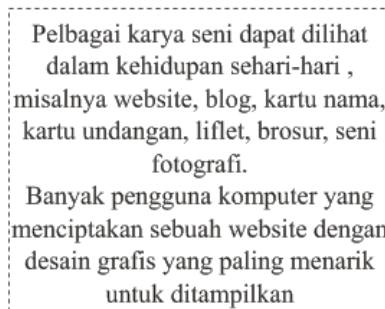 Pelbagai karya seni dapat dilihat
dalam kehidupan sehari-hari ,
misalnya website, blog, kartu nama,
kartu undangan, liflet, brosur, seni
fotografi.
Banyak pengguna komputer yang
menciptakan sebuah website dengan
desain grafis yang paling menarik
untuk ditampilkan